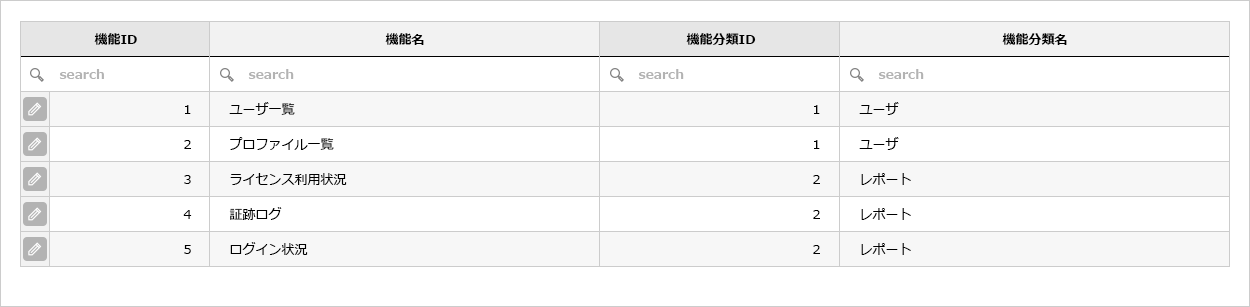 機能ID 機能名 機能分類ID 機能分類名
search search search search
1 ユーザ一覧 1 ユーザ
2 プロファイル一覧 1 ユーザ
3 ライセンス利用状況 2 レポート
4 証跡ログ 2 レポート
5 ログイン状況 2 レポート